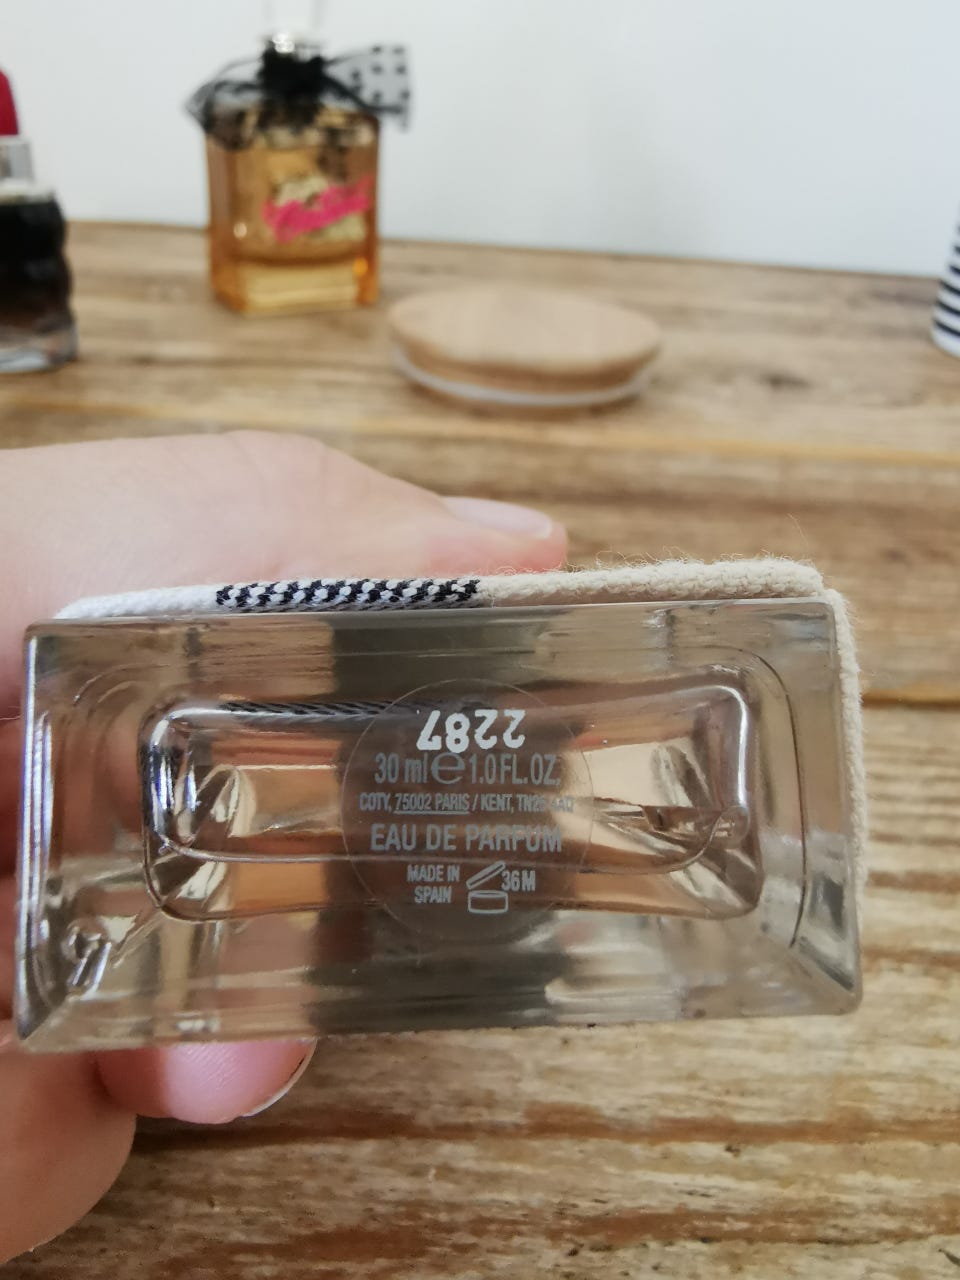 2287
30 ml ℮ 1.0 FL.OZ.
COTY, 75002 PARIS / KENT,
EAU DE PARFUM
MADE IN
SPAIN
36M